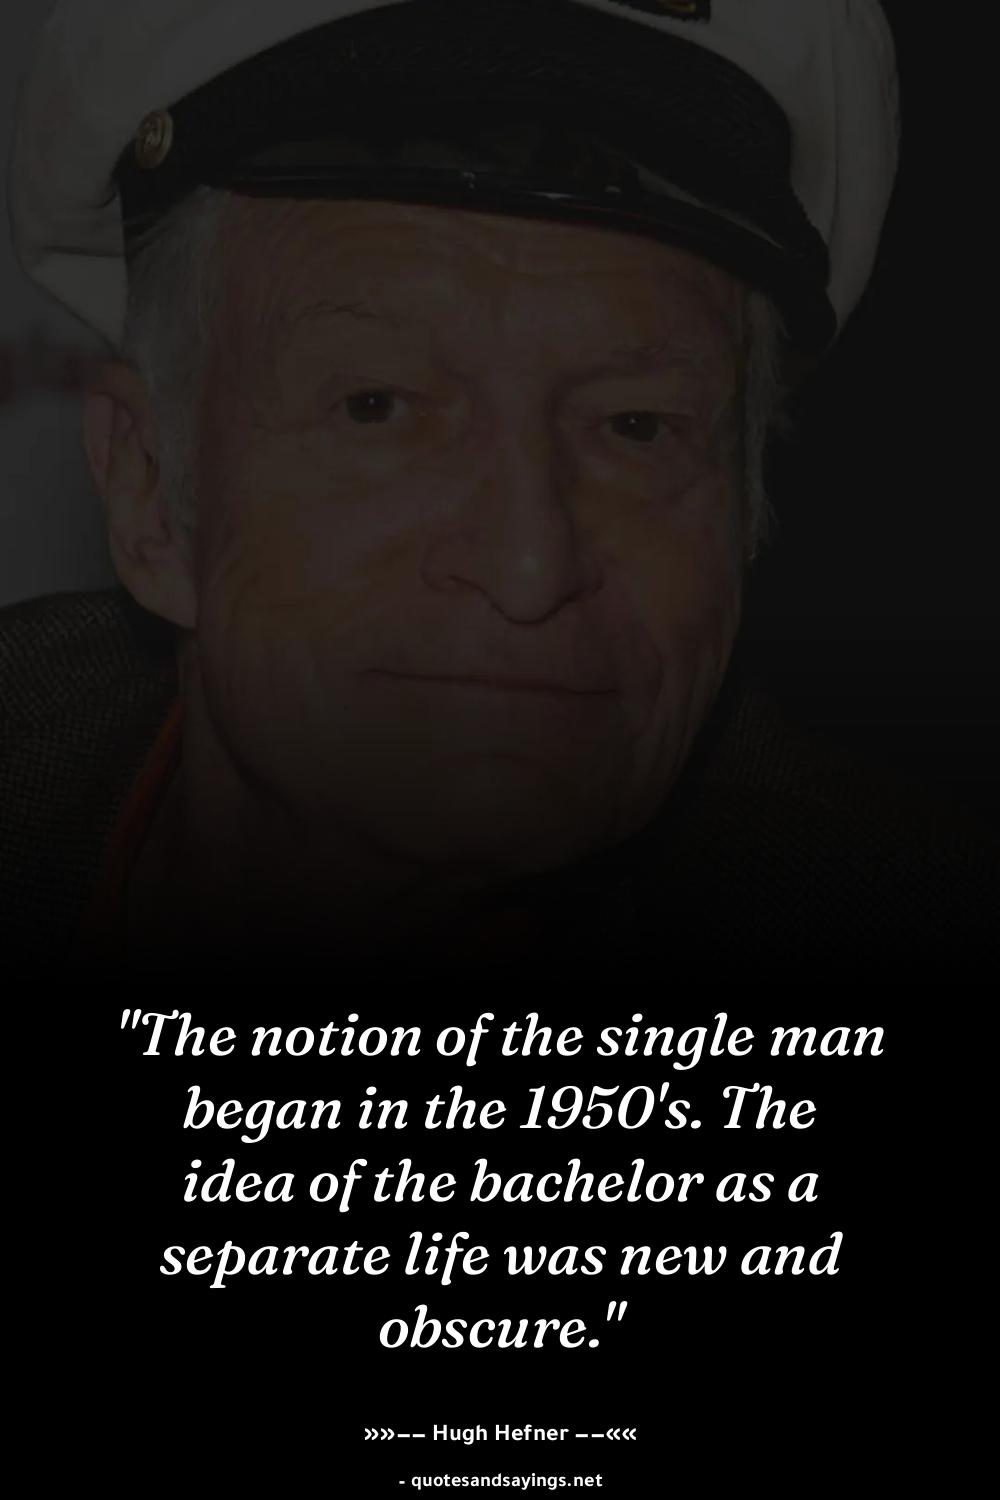 "The notion of the single man
began in the 1950's. The
idea of the bachelor as a
separate life was new and
obscure."
»»−− Hugh Hefner −−««
- quotesandsayings.net